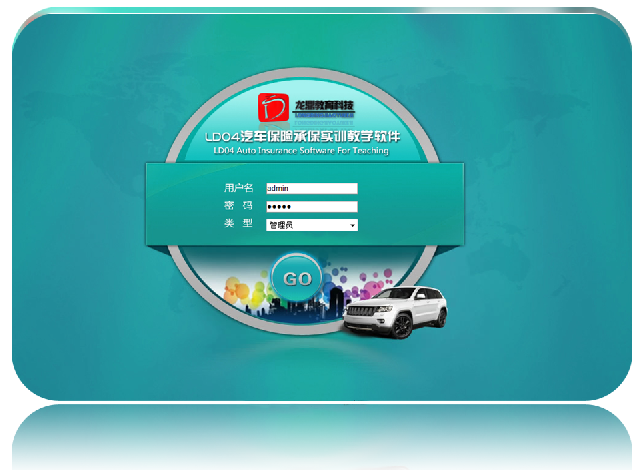 龙鼎教育科技
LD04汽车保险承保实训教学软件
LD04 Auto Insurance Software For Teaching
用户名 admin
密 码 ●●●●●
类 型 管理员
GO